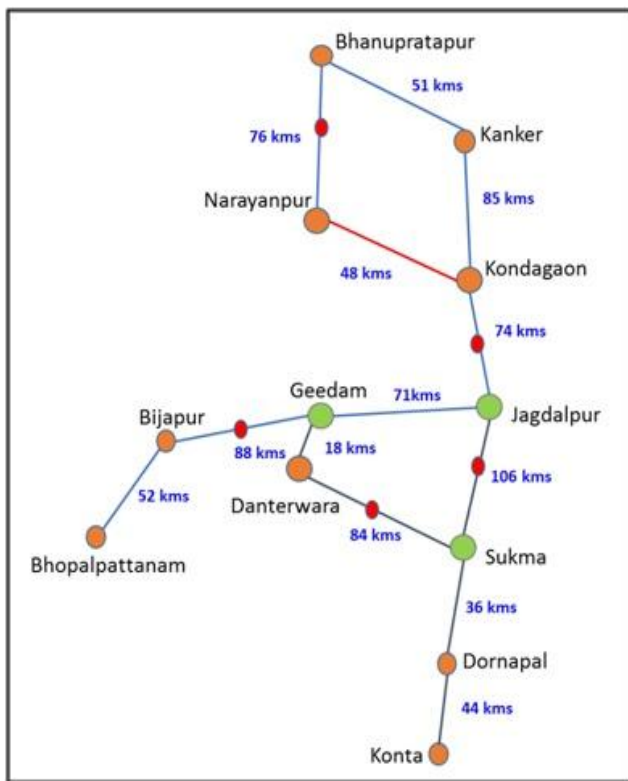 Bhanupratapur
51 kms
Kanker
76 kms
85 kms
Narayanpur
48 kms
Kondagaon
74 kms
Geedam
71kms
Jagdalpur
Bijapur
88 kms
18 kms
106 kms
Danterwara
52 kms
84 kms
Sukma
Bhopalpattanam
36 kms
Dornapal
44 kms
Konta